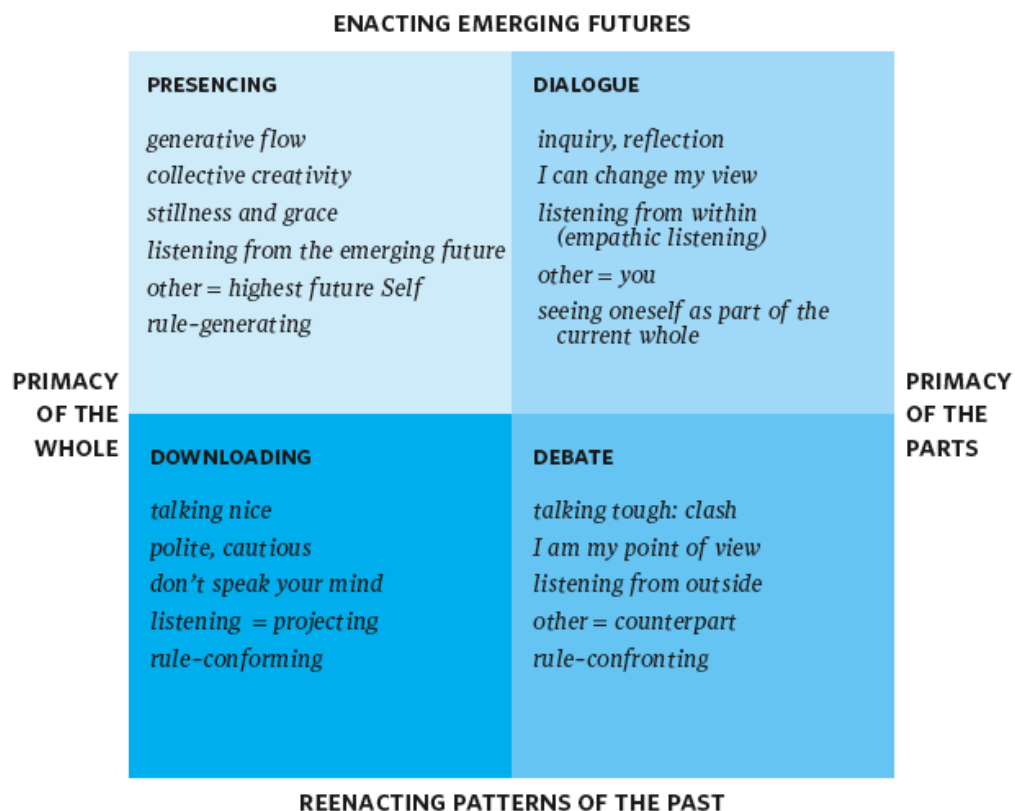 ENACTING EMERGING FUTURES
PRESENCING
generative flow
collective creativity
stillness and grace
listening from the emerging future
other = highest future Self
rule-generating
DIALOGUE
inquiry, reflection
I can change my view
listening from within
(empathic listening)
other = you
seeing oneself as part of the
current whole
PRIMACY
OF THE
WHOLE
PRIMACY
OF THE
PARTS
DOWNLOADING
talking nice
polite, cautious
don't speak your mind
listening = projecting
rule-conforming
DEBATE
talking tough: clash
I am my point of view
listening from outside
other = counterpart
rule-confronting
REENACTING PATTERNS OF THE PAST